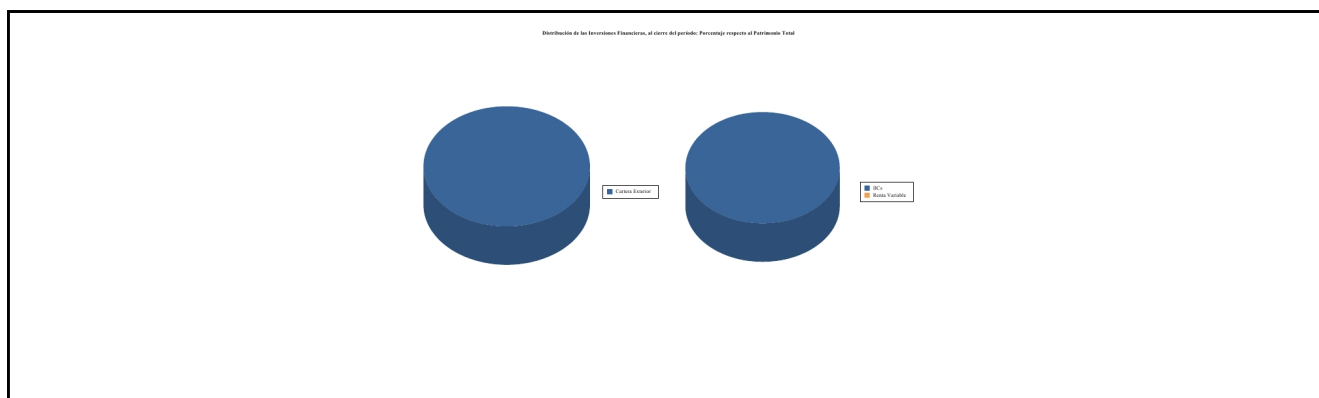 Distribución de las Inversiones Financieras, al cierre del período: Porcentaje respecto al Patrimonio Total
Cartera Exterior
IICs
Renta Variable